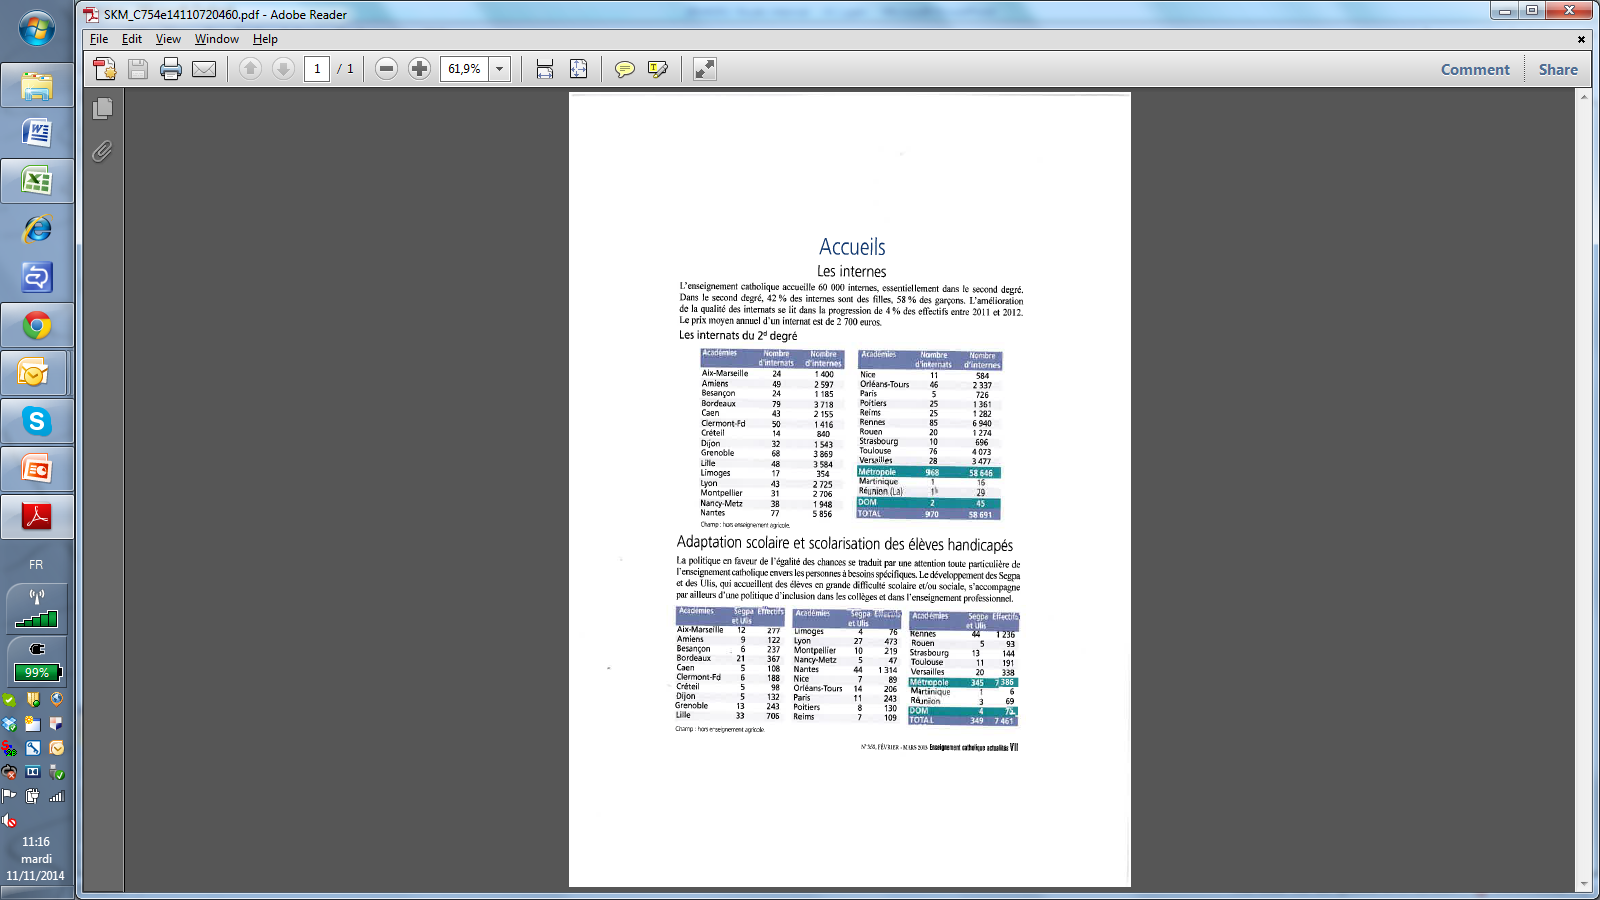 SKM_C754e14110720460.pdf - Adobe Reader
File Edit View Window Help
1 / 1 61,9% Comment Share
Accueils
Les internes
L'enseignement catholique accueille 60 000 internes, essentiellement dans le second degré.
Dans le second degré, 42 % des internes sont des filles, 58 % des garçons. L'amélioration
de la qualité des internats se lit dans la progression de 4 % des effectifs entre 2011 et 2012.
Le prix moyen annuel d'un internat est de 2 700 euros.
Les internats du 2d degré
Académies Nombre d'internats Nombre d'internes
Aix-Marseille 24 1 400
Amiens 49 2 597
Besançon 24 1 185
Bordeaux 79 3 718
Caen 43 2 155
Clermont-Fd 50 1 416
Créteil 14 840
Dijon 32 1 543
Grenoble 68 3 869
Lille 48 3 584
Limoges 17 354
Lyon 43 2 725
Montpellier 31 2 706
Nancy-Metz 38 1 948
Nantes 77 5 856
Académies Nombre d'internats Nombre d'internes
Nice 11 584
Orléans-Tours 46 2 337
Paris 5 726
Poitiers 25 1 361
Reims 25 1 282
Rennes 85 6 940
Rouen 20 1 274
Strasbourg 10 696
Toulouse 76 4 073
Versailles 28 3 477
Métropole 968 58 646
Martinique 1 16
Réunion (La) 1 29
DOM 2 45
TOTAL 970 58 691
Champ : hors enseignement agricole.
Adaptation scolaire et scolarisation des élèves handicapés
La politique en faveur de l'égalité des chances se traduit par une attention toute particulière de
l'enseignement catholique envers les personnes à besoins spécifiques. Le développement des Segpa
et des Ulis, qui accueillent des élèves en grande difficulté scolaire et/ou sociale, s'accompagne
par ailleurs d'une politique d'inclusion dans les collèges et dans l'enseignement professionnel.
Académies Segpa et Ulis Effectifs
Aix-Marseille 12 277
Amiens 9 122
Besançon 6 237
Bordeaux 21 367
Caen 5 108
Clermont-Fd 6 188
Créteil 5 98
Dijon 5 132
Grenoble 13 243
Lille 33 706
Académies Segpa et Ulis Effectifs
Limoges 4 76
Lyon 27 473
Montpellier 10 219
Nancy-Metz 5 47
Nantes 44 1 314
Nice 7 89
Orléans-Tours 14 206
Paris 11 243
Poitiers 8 130
Reims 7 109
Académies Segpa et Ulis Effectifs
Rennes 44 1 236
Rouen 5 93
Strasbourg 13 144
Toulouse 11 191
Versailles 20 338
Métropole 345 7 386
Martinique 1 6
Réunion 3 69
DOM 4
TOTAL 349 7 461
Champ : hors enseignement agricole.
FÉVRIER - MARS Enseignement catholique actualités VII
FR
99%
11:16
mardi
11/11/2014